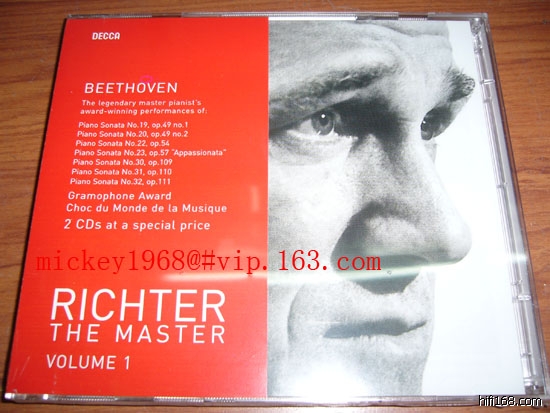 DECCA
BEETHOVEN
The legendary master pianist's
award-winning performances of:
Piano Sonata No.19, op.49 no.1
Piano Sonata No.20, op.49 no.2
Piano Sonata No.22, op.54
Piano Sonata No.23, op.57 "Appassionata"
Piano Sonata No.30, op.109
Piano Sonata No.31, op.110
Piano Sonata No.32, op.111
Gramophone Award
Choc du Monde de la Musique
2 CDs at a special price
mickey1968@#vip.163.com
RICHTER
THE MASTER
VOLUME 1
hifi168.com